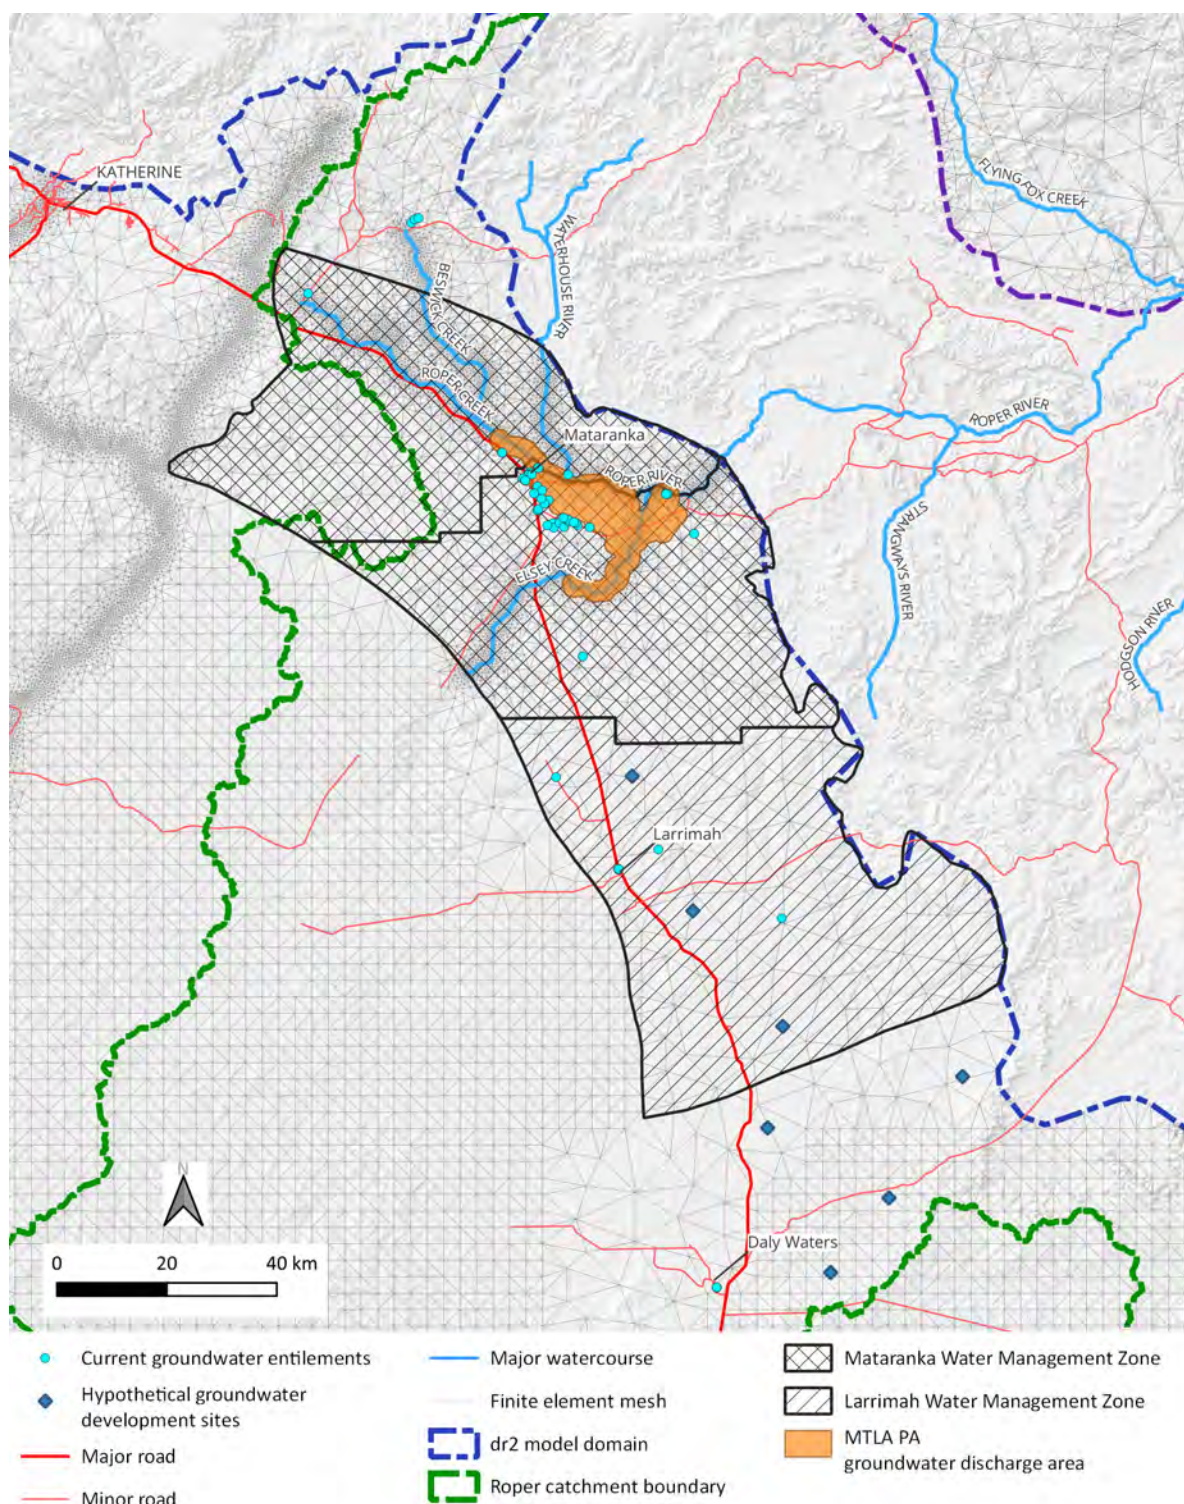 KATHERINE
FLYING FOX CREEK
WATERHOUSE RIVER
BESWICK CREEK
ROPER CREEK
ROPER RIVER
Mataranka
ROPER RIVERS
STRANGWAYS RIVER
ELSEY CREEK
HODGSON RIVER
Larrimah
N
Daly Waters
0 20 40 km
Current groundwater entilements
Hypothetical groundwater
development sites
Major road
Minor road
Major watercourse
Finite element mesh
dr2 model domain
Roper catchment boundary
Mataranka Water Management Zone
Larrimah Water Management Zone
MTLA PA
groundwater discharge area